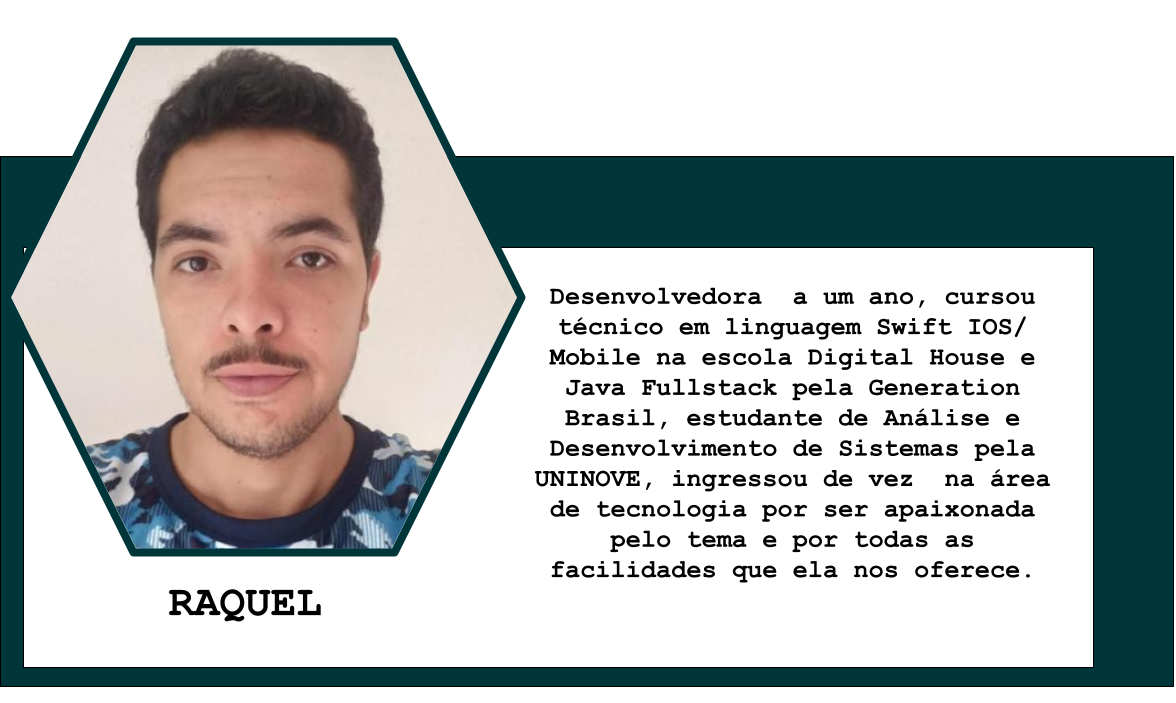 Desenvolvedora  a um ano, cursou
técnico em linguagem Swift IOS/
Mobile na escola Digital House e
Java Fullstack pela Generation
Brasil, estudante de Análise e
Desenvolvimento de Sistemas pela
UNINOVE, ingressou de vez  na área
de tecnologia por ser apaixonada
pelo tema e por todas as
facilidades que ela nos oferece.
RAQUEL